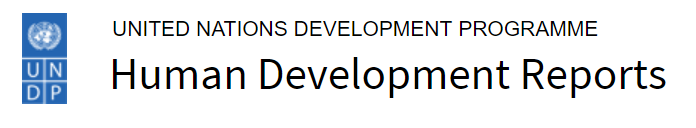 UNITED NATIONS DEVELOPMENT PROGRAMME
Human Development Reports
U N
D P